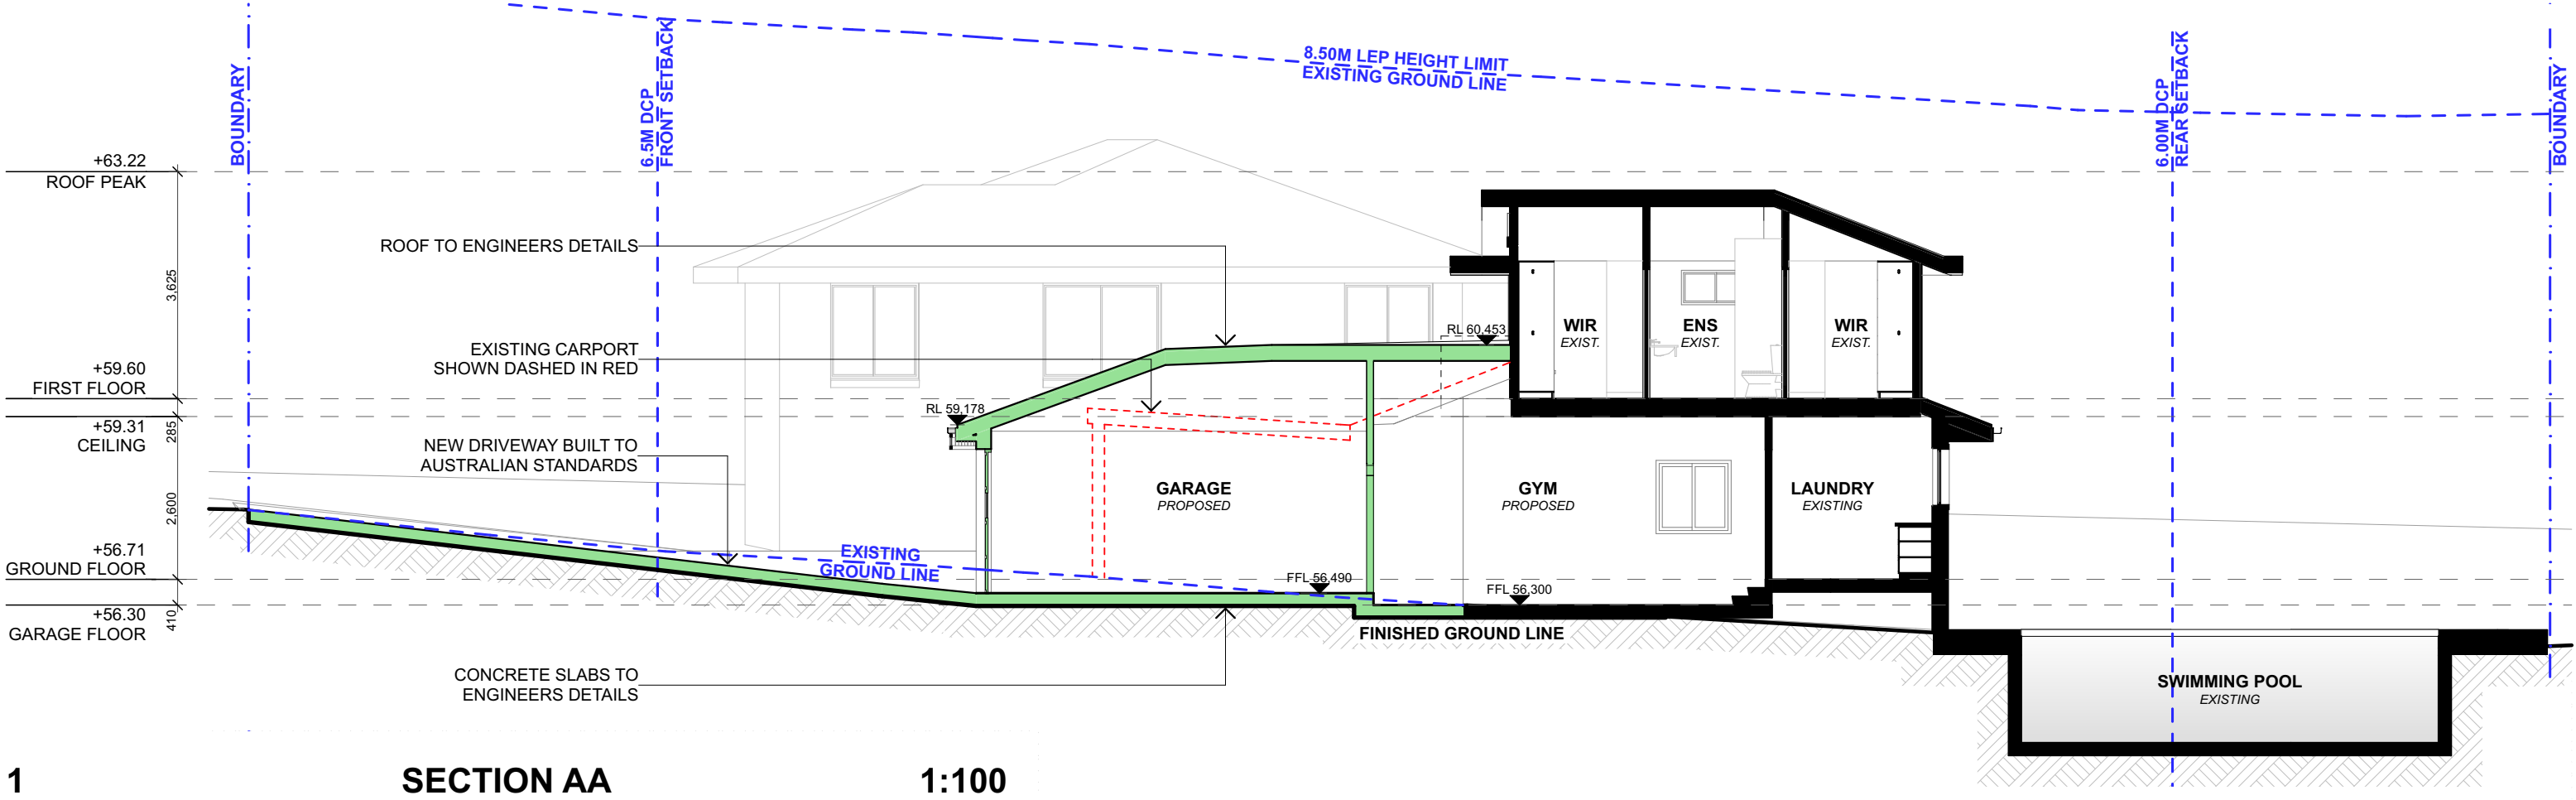 8.50M LEP HEIGHT LIMIT
EXISTING GROUND LINE
BOUNDARY
6.5M DCP
FRONT SETBACK
6.00M DCP
REAR SETBACK
BOUNDARY
+63.22
ROOF PEAK
3,625
+59.60
FIRST FLOOR
285
+59.31
CEILING
2,600
+56.71
GROUND FLOOR
410
+56.30
GARAGE FLOOR
ROOF TO ENGINEERS DETAILS
EXISTING CARPORT
SHOWN DASHED IN RED
NEW DRIVEWAY BUILT TO
AUSTRALIAN STANDARDS
CONCRETE SLABS TO
ENGINEERS DETAILS
RL 59,178
RL 60,453
WIR
EXIST.
ENS
EXIST.
WIR
EXIST.
GARAGE
PROPOSED
GYM
PROPOSED
LAUNDRY
EXISTING
EXISTING
GROUND LINE
FFL 56,490
FFL 56,300
FINISHED GROUND LINE
SWIMMING POOL
EXISTING
1
SECTION AA
1:100